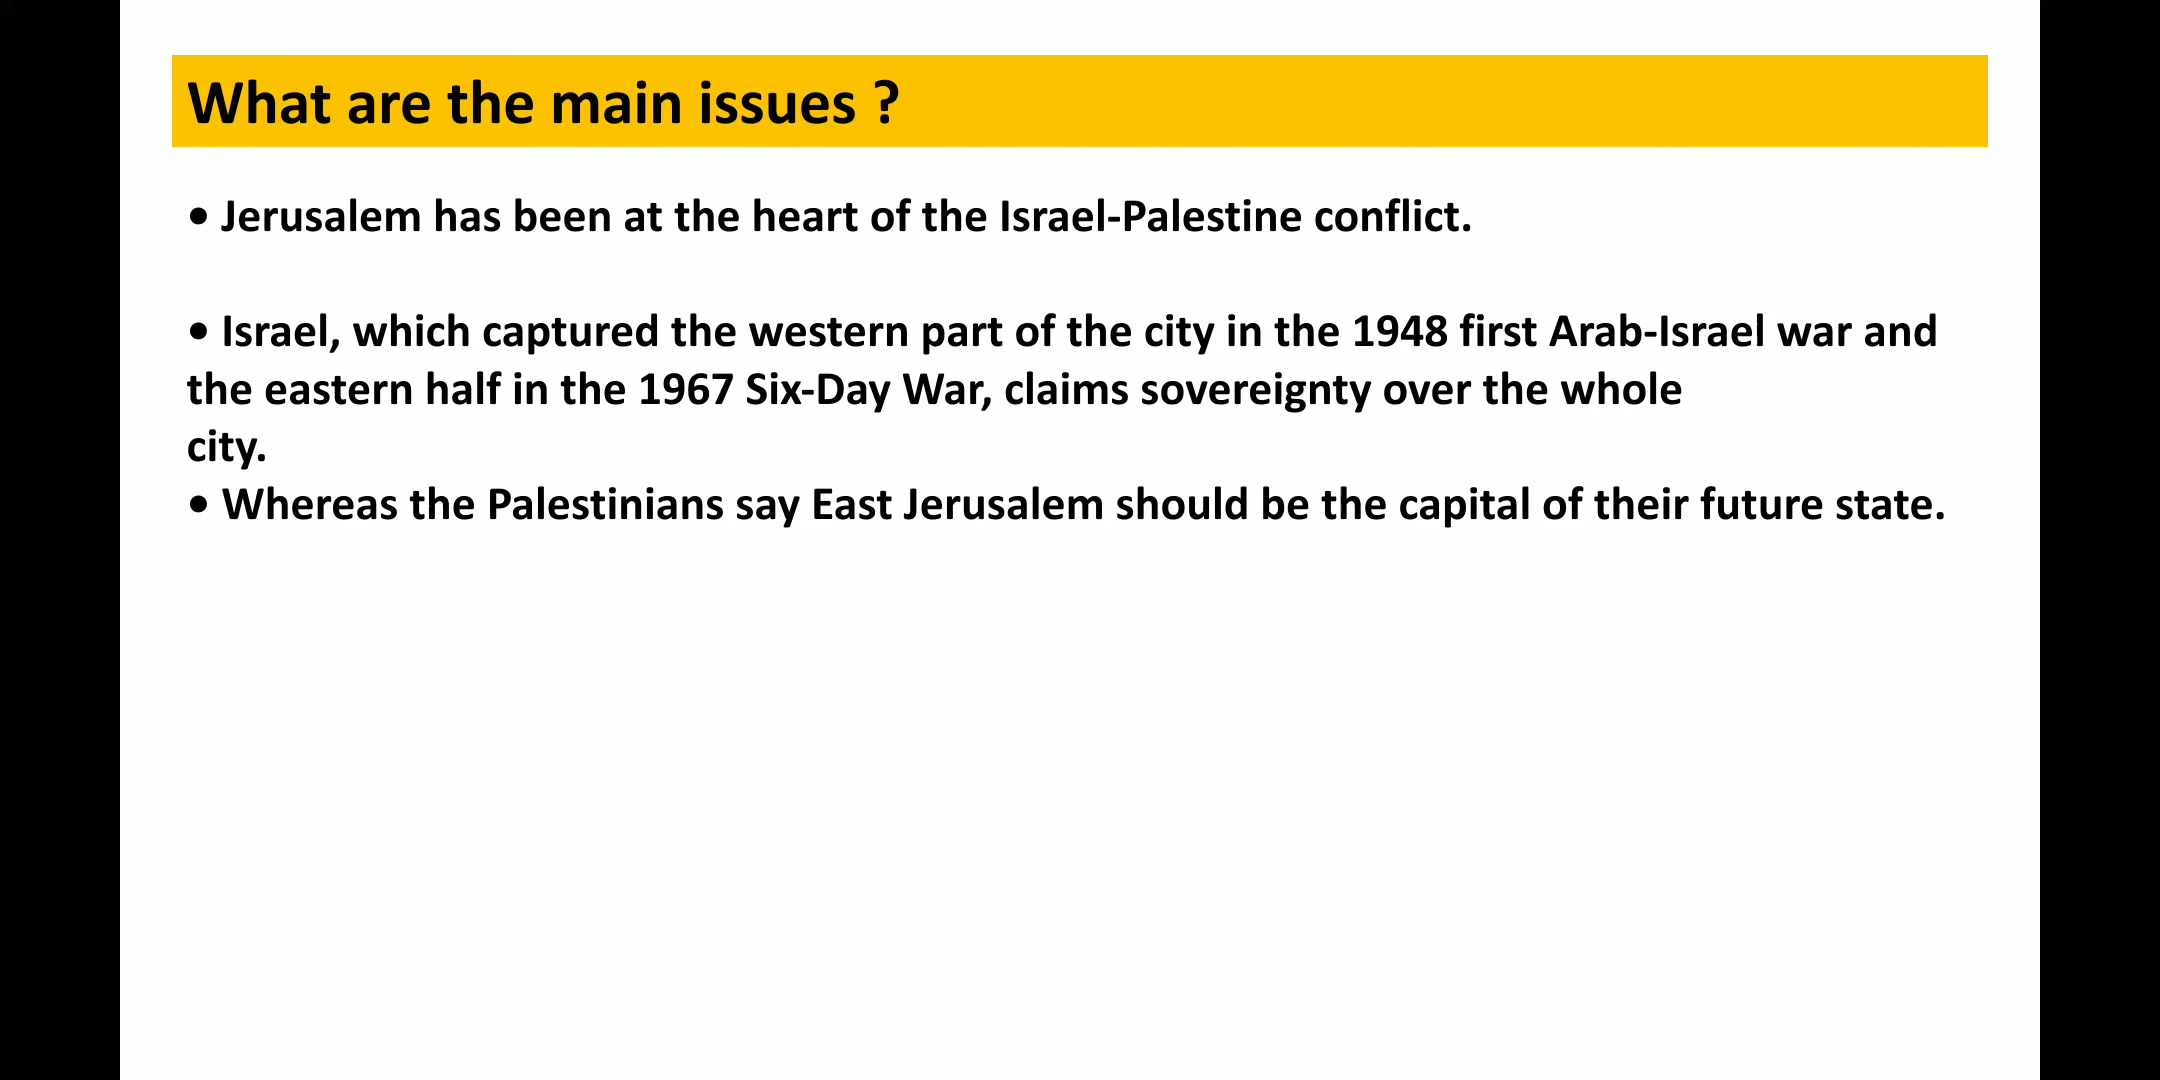 What are the main issues ?
• Jerusalem has been at the heart of the Israel-Palestine conflict.
• Israel, which captured the western part of the city in the 1948 first Arab-Israel war and
the eastern half in the 1967 Six-Day War, claims sovereignty over the whole
city.
• Whereas the Palestinians say East Jerusalem should be the capital of their future state.